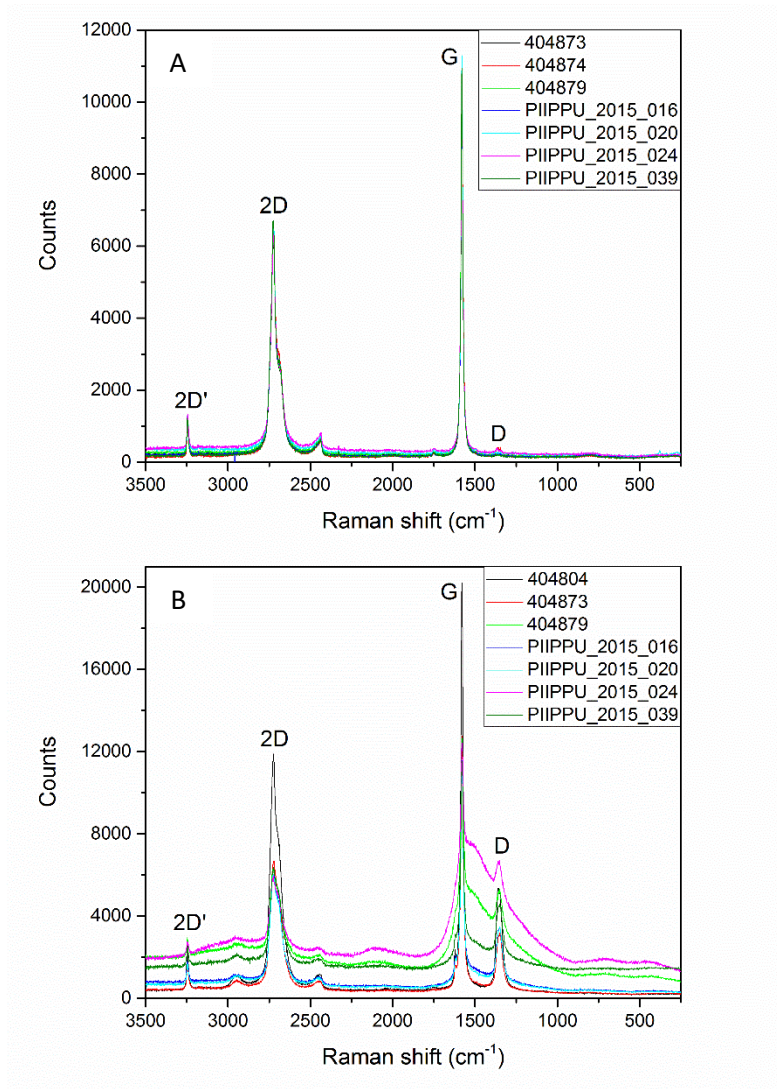 12000
10000
8000
6000
4000
2000
0
Counts
A
G
2D
2D'
D
404873
404874
404879
PIIPPU_2015_016
PIIPPU_2015_020
PIIPPU_2015_024
PIIPPU_2015_039
3500 3000 2500 2000 1500 1000 500
Raman shift (cm⁻¹)
20000
16000
12000
8000
4000
0
Counts
B
G
2D
2D'
D
404804
404873
404879
PIIPPU_2015_016
PIIPPU_2015_020
PIIPPU_2015_024
PIIPPU_2015_039
3500 3000 2500 2000 1500 1000 500
Raman shift (cm⁻¹)